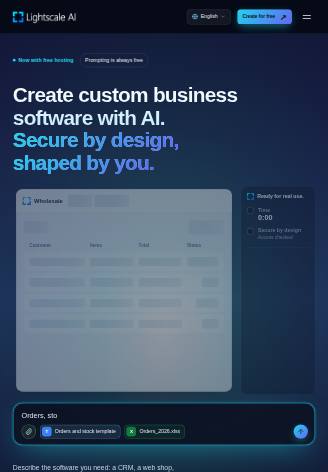 Lightscale AI
English
Create for free
Now with free hosting
Prompting is always free
Create custom business
software with AI.
Secure by design,
shaped by you.
Wholesale
Customer Items Total Status
Ready for real use.
Time
0:00
Secure by design
Access checked
Orders, sto
Orders and stock template
Orders_2026.xlsx
Describe the software you need: a CRM, a web shop,